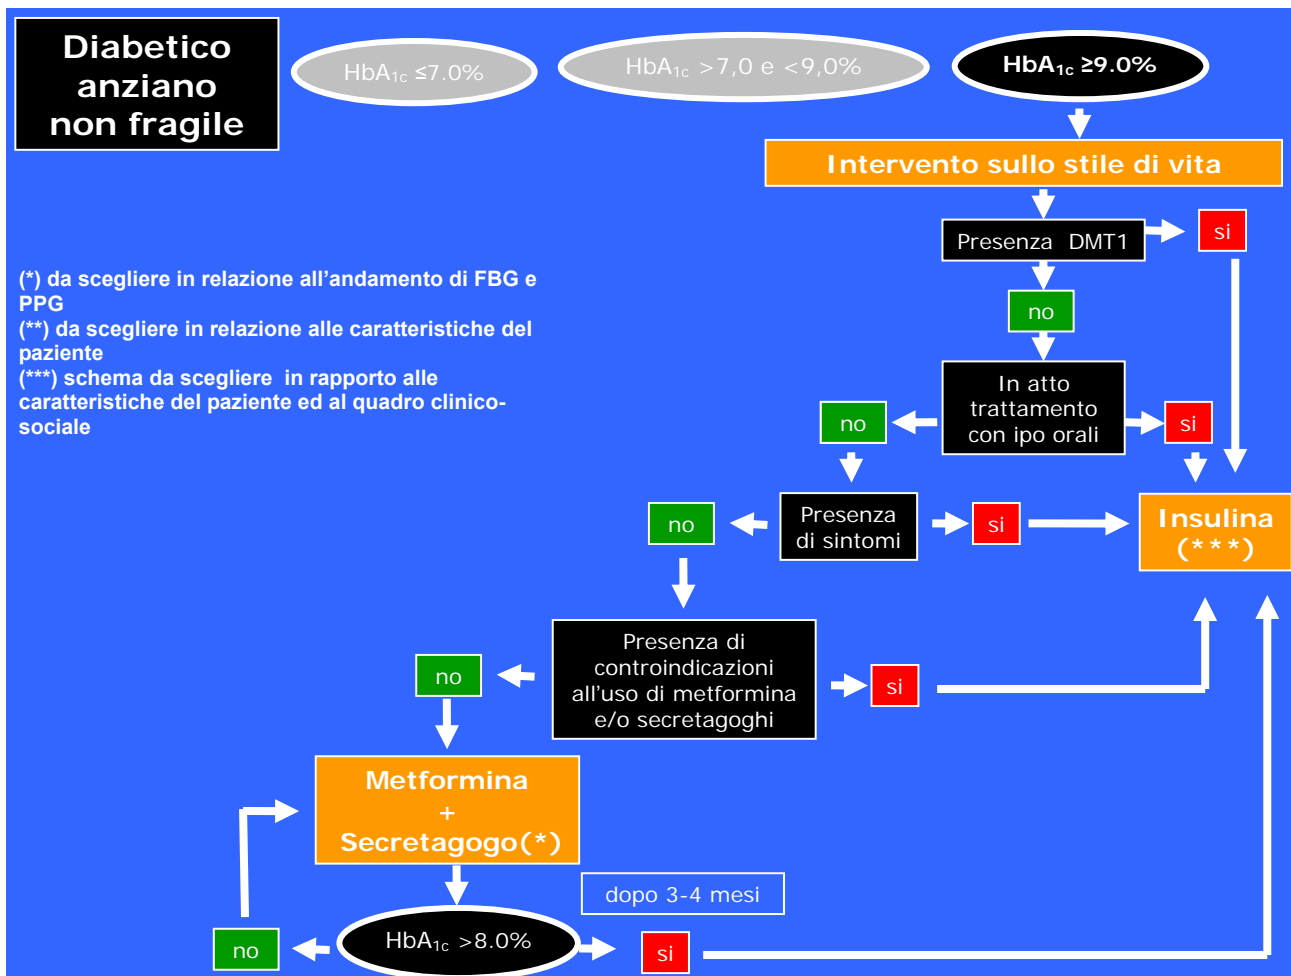 Diabetico
anziano
non fragile
HbA1c ≤7.0%
HbA1c >7,0 e <9,0%
HbA1c ≥9.0%
Intervento sullo stile di vita
Presenza DMT1
si
no
(*) da scegliere in relazione all'andamento di FBG e
PPG
(**) da scegliere in relazione alle caratteristiche del
paziente
(***) schema da scegliere in rapporto alle
caratteristiche del paziente ed al quadro clinico-
sociale
In atto
trattamento
con ipo orali
no
si
Presenza
di sintomi
no
si
Insulina
(***)
Presenza di
controindicazioni
all'uso di metformina
e/o secretagoghi
no
si
Metformina
+
Secretagogo(*)
dopo 3-4 mesi
HbA1c >8.0%
no
si